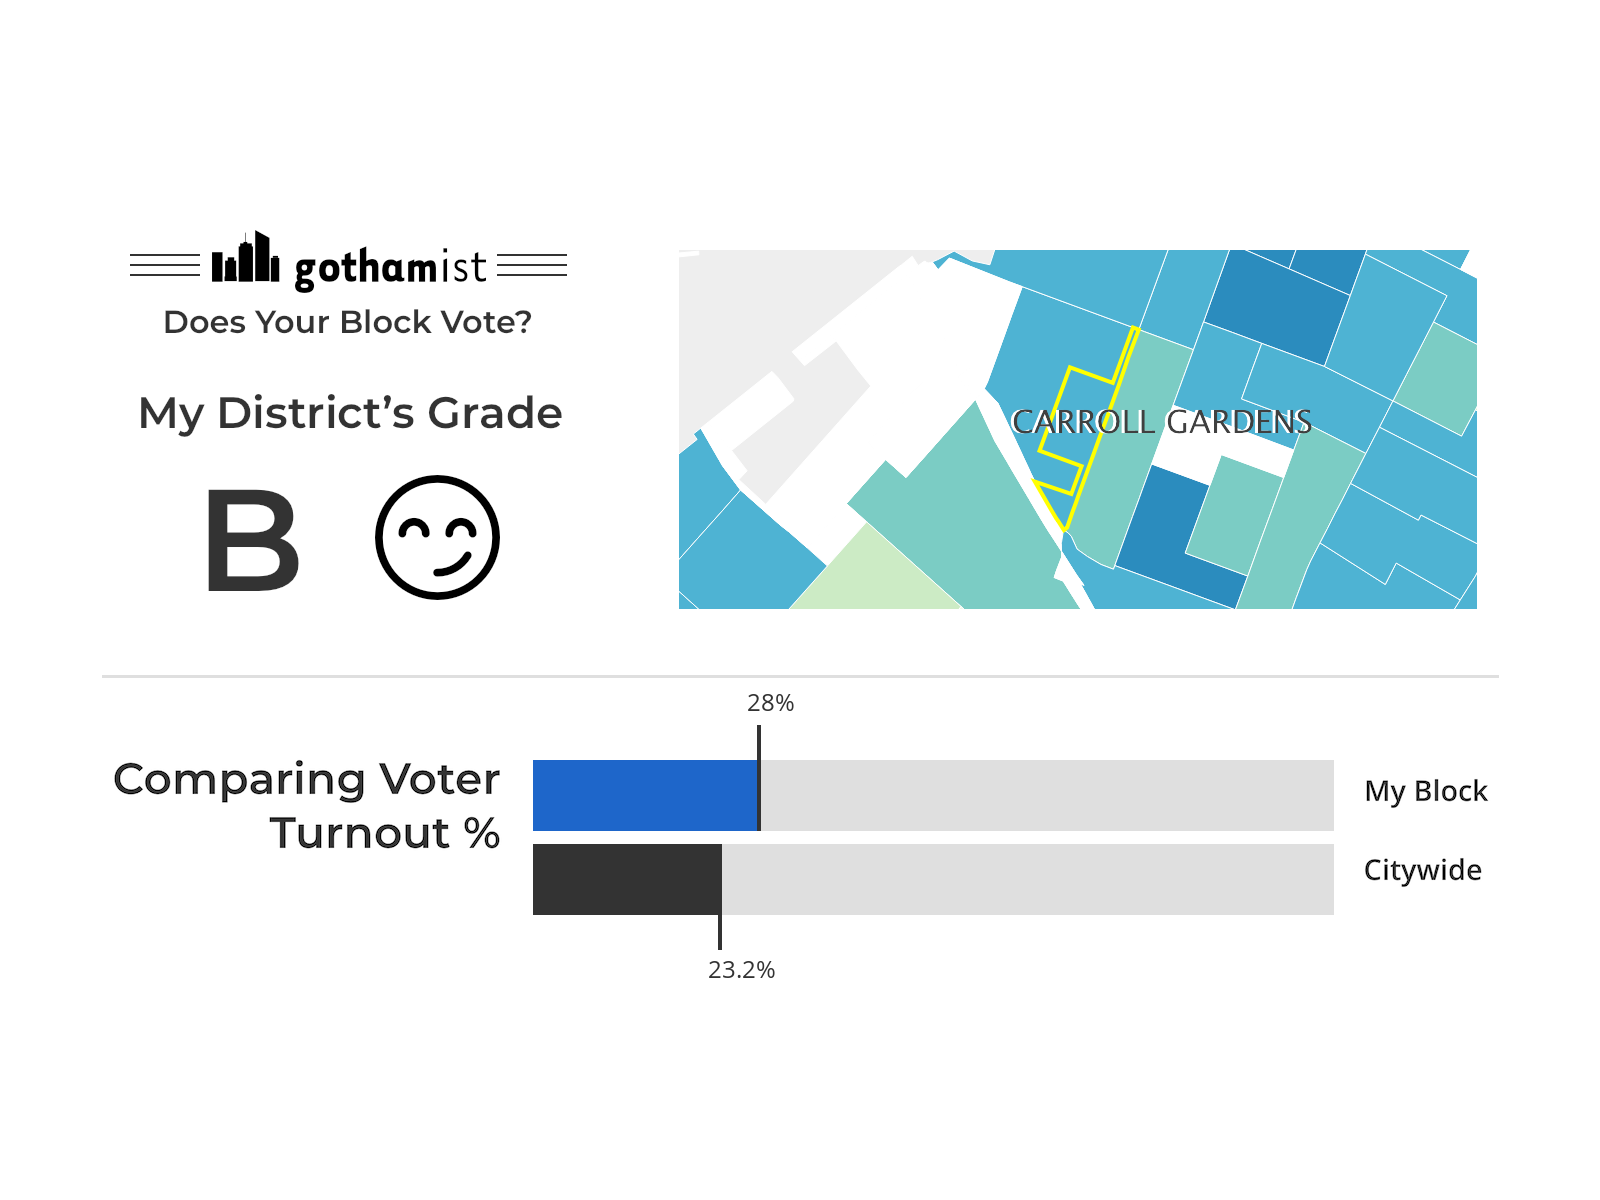 gothamist
Does Your Block Vote?
My District’s Grade
B
CARROLL GARDENS
28%
Comparing Voter
Turnout %
My Block
Citywide
23.2%